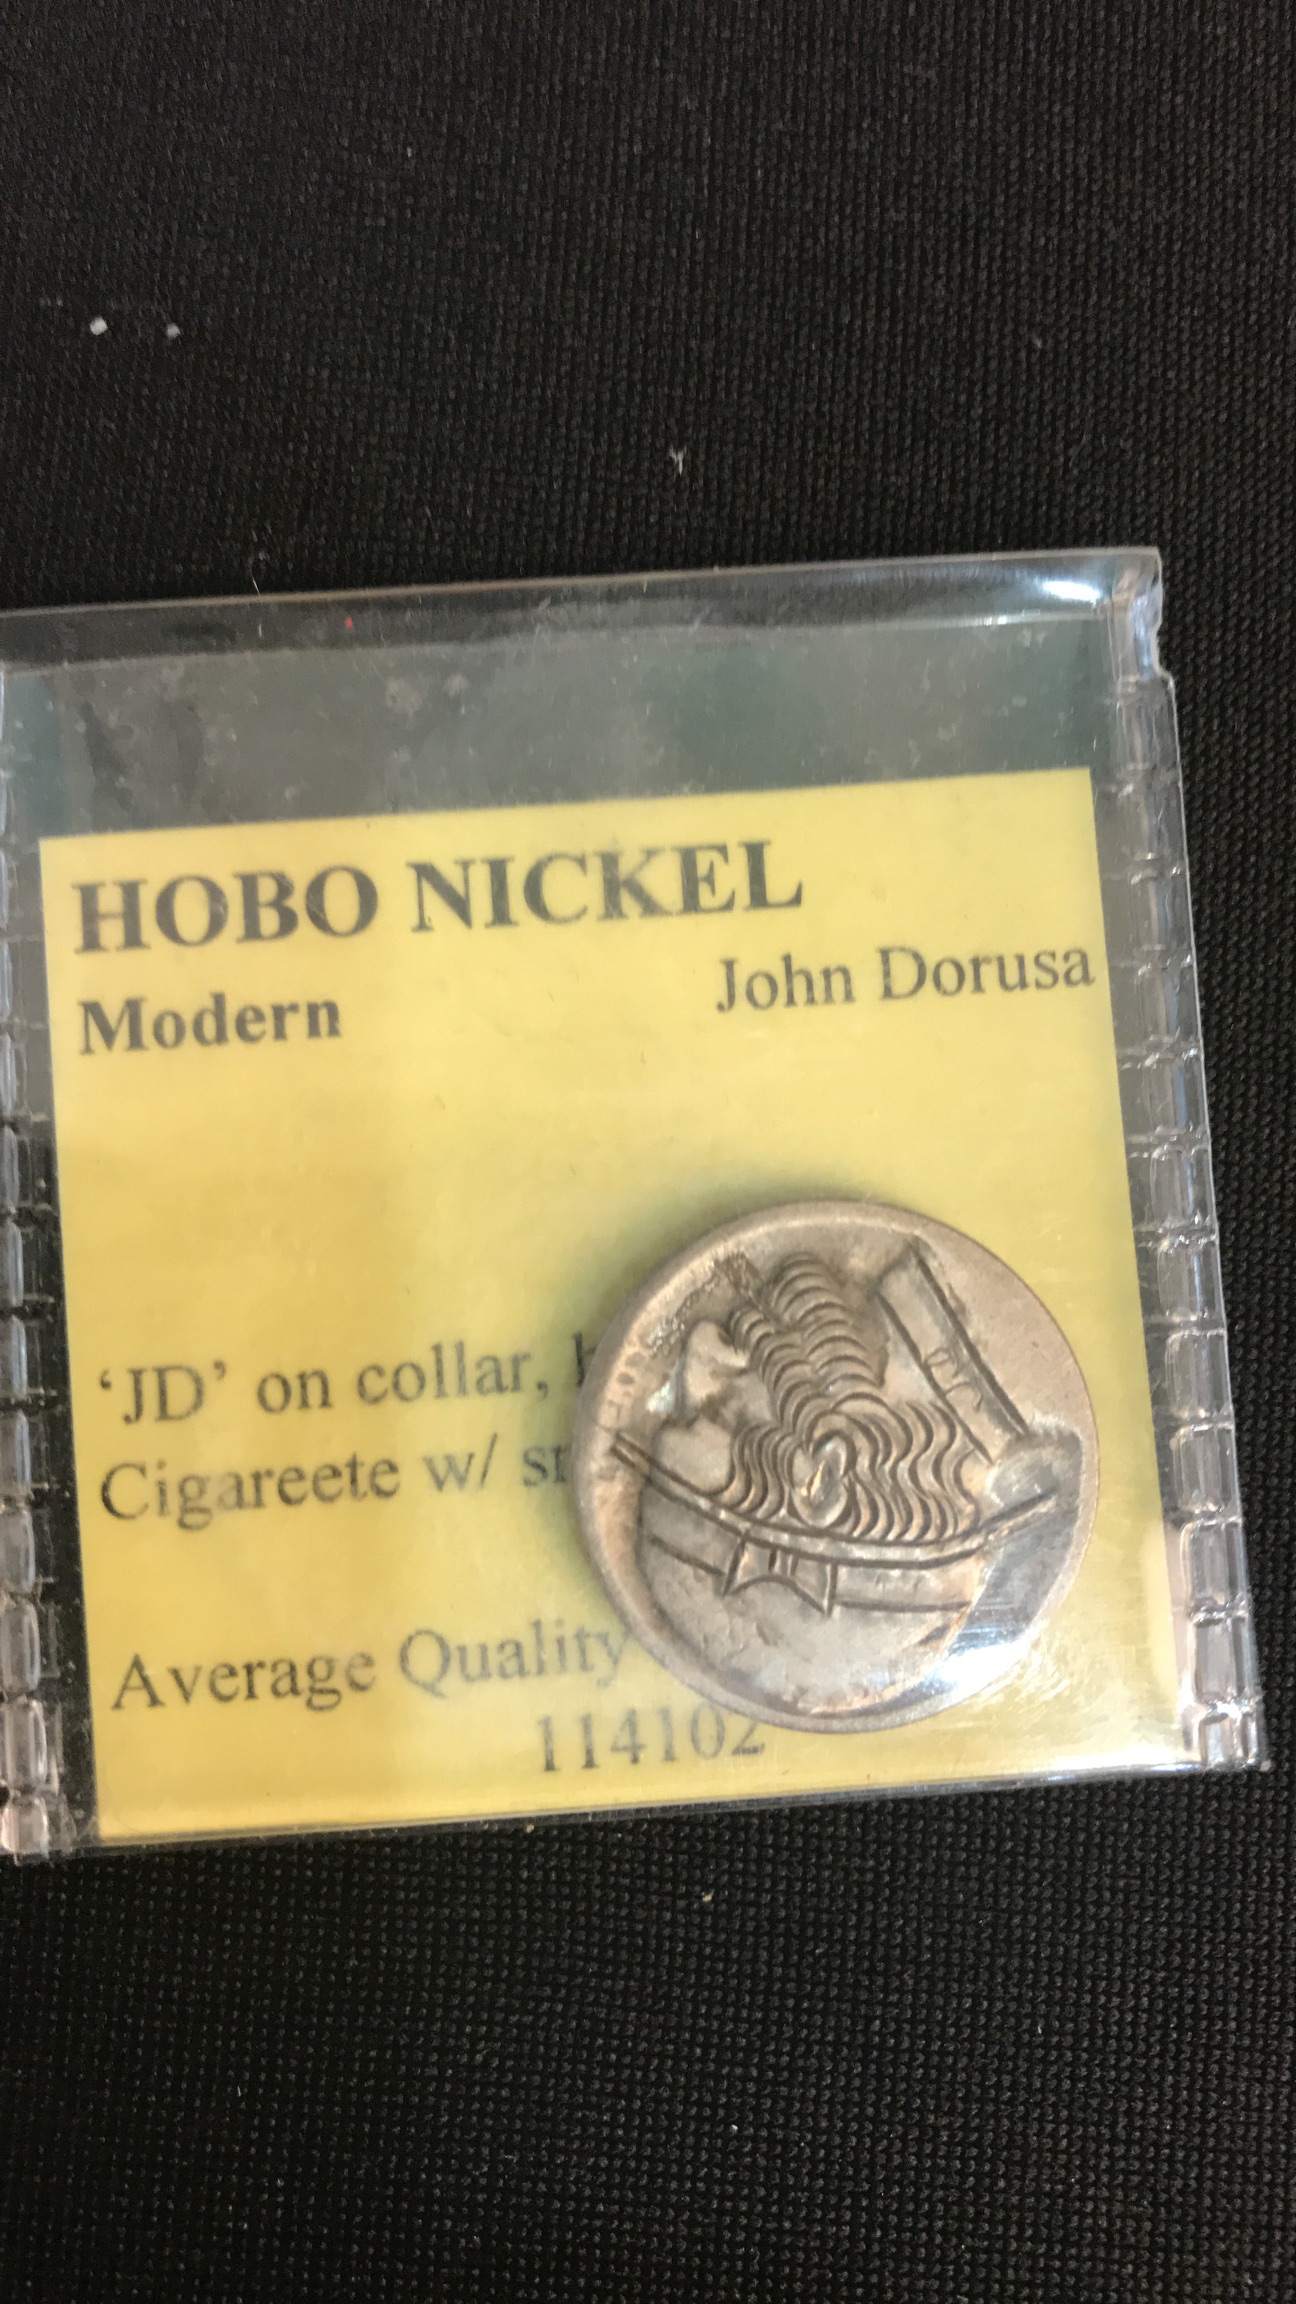 HOBO NICKEL
Modern John Dorusa
‘JD’ on collar,
Cigareete w/
Average Quality
114102